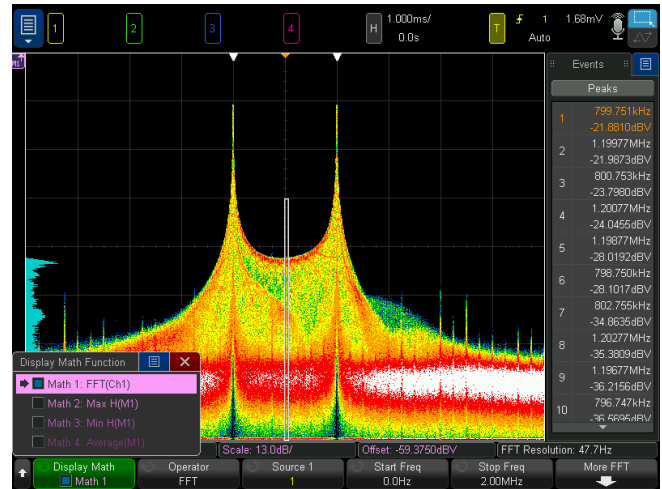 1
2
3
4
H
1.000ms/
0.0s
T
1
1.68mV
Auto
M1
Events
Peaks
1
799.751kHz
-21.8810dBV
2
1.19977MHz
-21.9873dBV
3
800.753kHz
-23.7980dBV
4
1.20077MHz
-24.0455dBV
5
1.19877MHz
-28.0192dBV
6
798.750kHz
-28.1017dBV
7
802.755kHz
-34.8635dBV
8
1.20277MHz
-35.3809dBV
9
1.19677MHz
-36.2156dBV
10
796.747kHz
-36.5695dBV
Display Math Function
Math 1: FFT(Ch1)
Math 2: Max H(M1)
Math 3: Min H(M1)
Math 4: Average(M1)
Scale: 13.0dB/
Offset: -59.3750dBV
FFT Resolution: 47.7Hz
Display Math
Math 1
Operator
FFT
Source 1
1
Start Freq
0.0Hz
Stop Freq
2.00MHz
More FFT